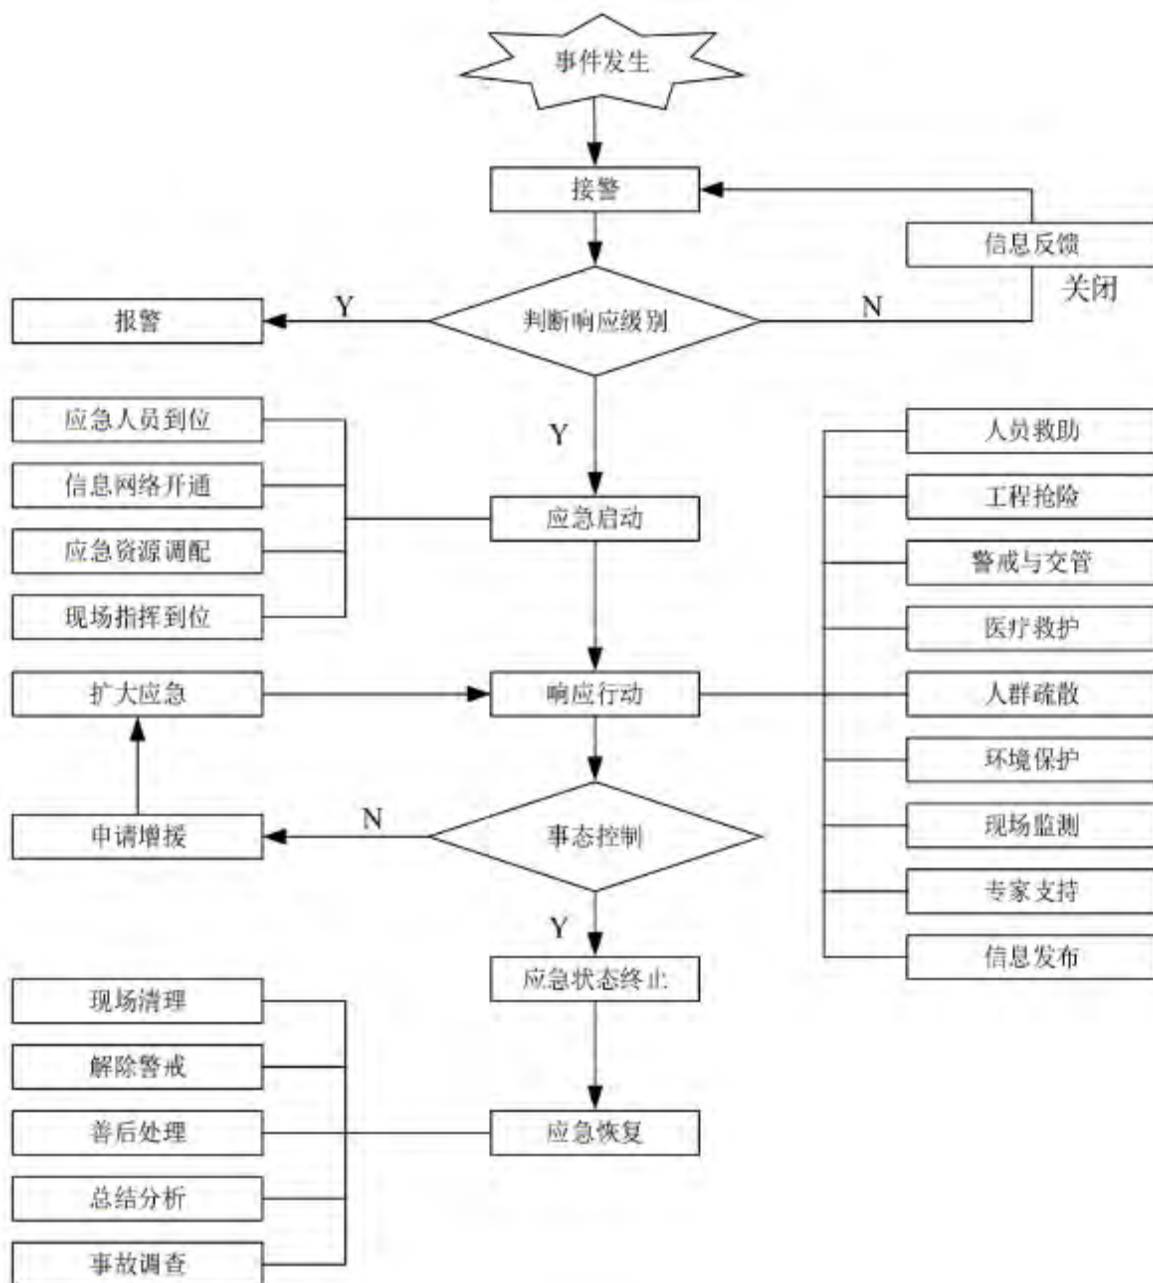 事件发生
接警
信息反馈
关闭
报警
Y
判断响应级别
N
应急人员到位
信息网络开通
应急资源调配
现场指挥到位
Y
应急启动
人员救助
工程抢险
警戒与交管
医疗救护
人群疏散
环境保护
现场监测
专家支持
信息发布
扩大应急
响应行动
申请增援
N
事态控制
Y
应急状态终止
现场清理
解除警戒
善后处理
总结分析
事故调查
应急恢复